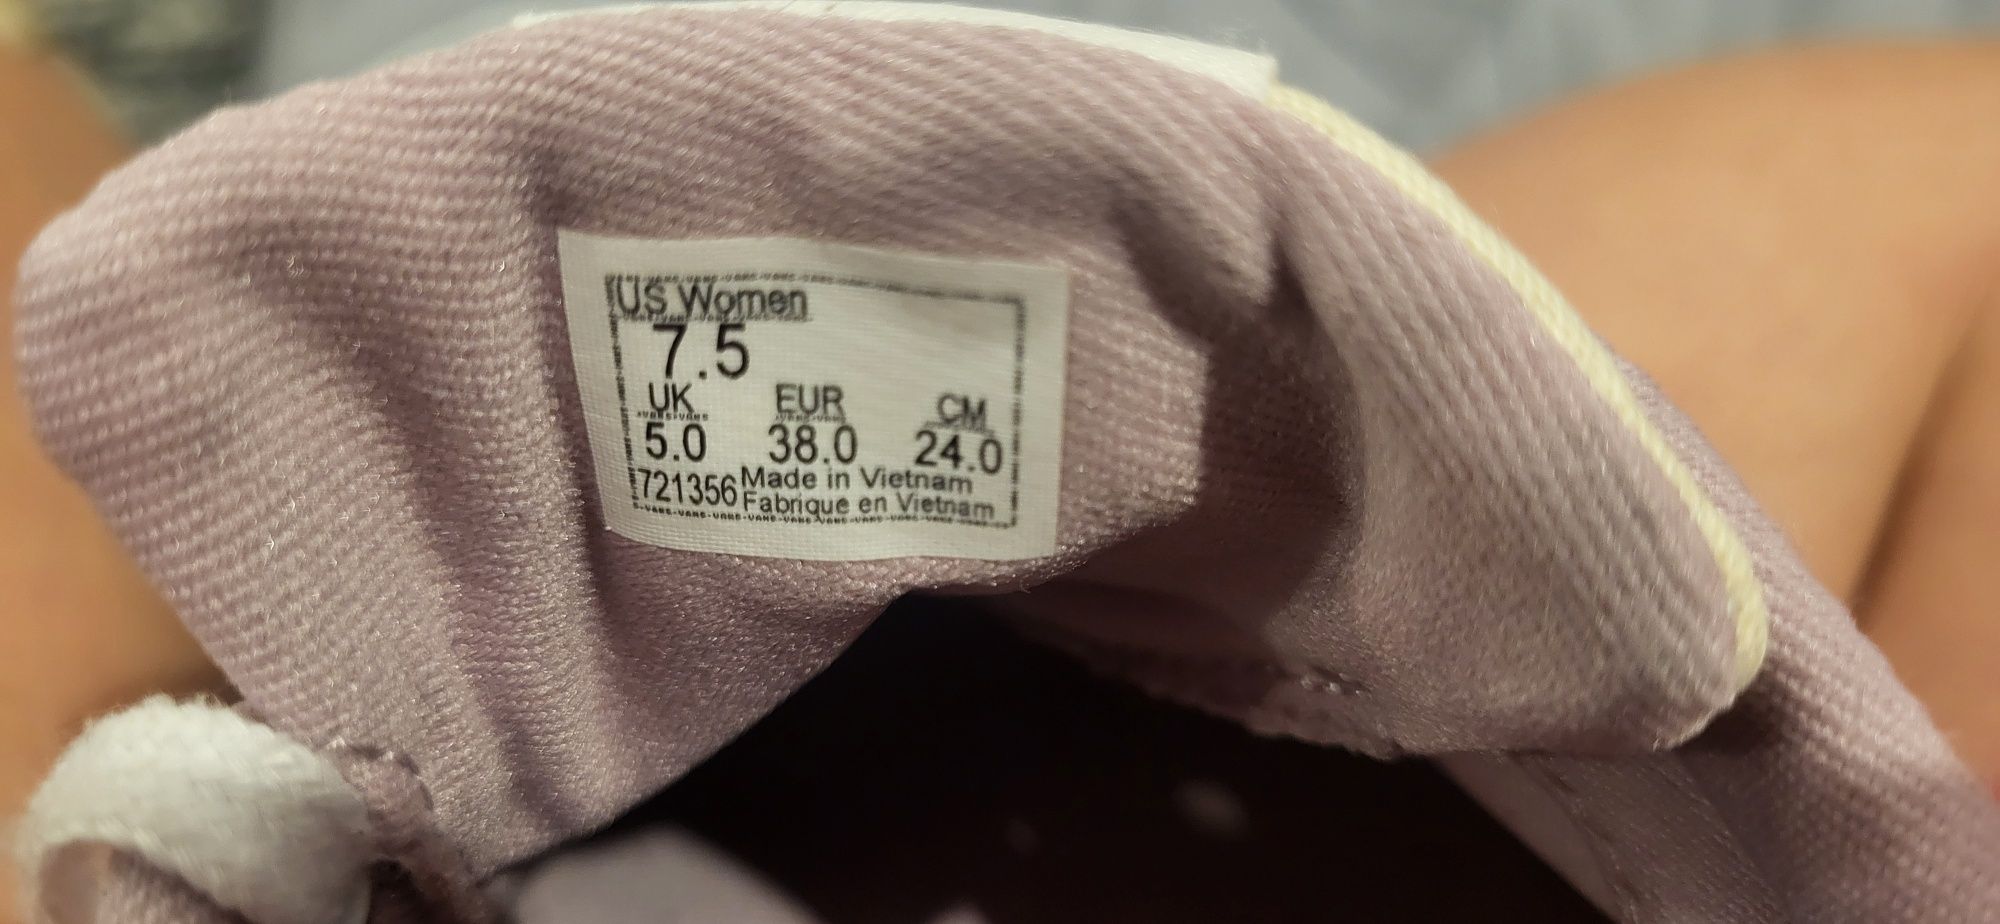 US Women
7.5
UK EUR CM
5.0 38.0 24.0
721356 Made in Vietnam
Fabrique en Vietnam